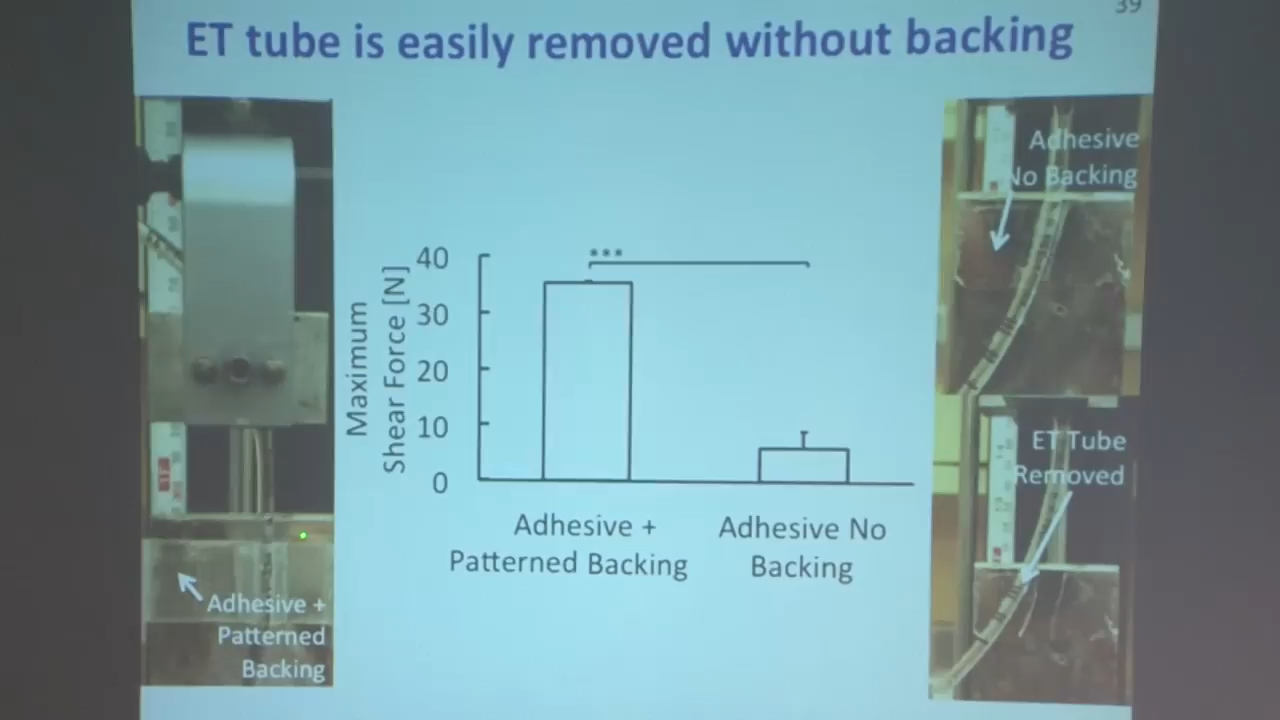 39
ET tube is easily removed without backing
Adhesive +
Patterned
Backing
Maximum
Shear Force [N]
40
30
20
10
0
***
Adhesive +
Patterned Backing
Adhesive No
Backing
Adhesive
No Backing
ET Tube
Removed